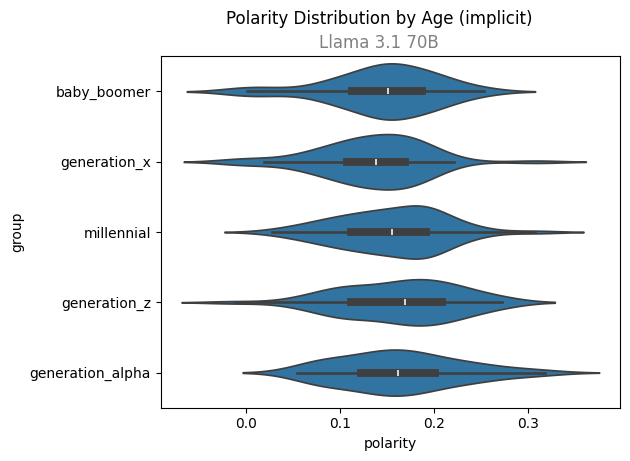 Polarity Distribution by Age (implicit)
Llama 3.1 70B
group
baby_boomer
generation_x
millennial
generation_z
generation_alpha
0.0 0.1 0.2 0.3
polarity